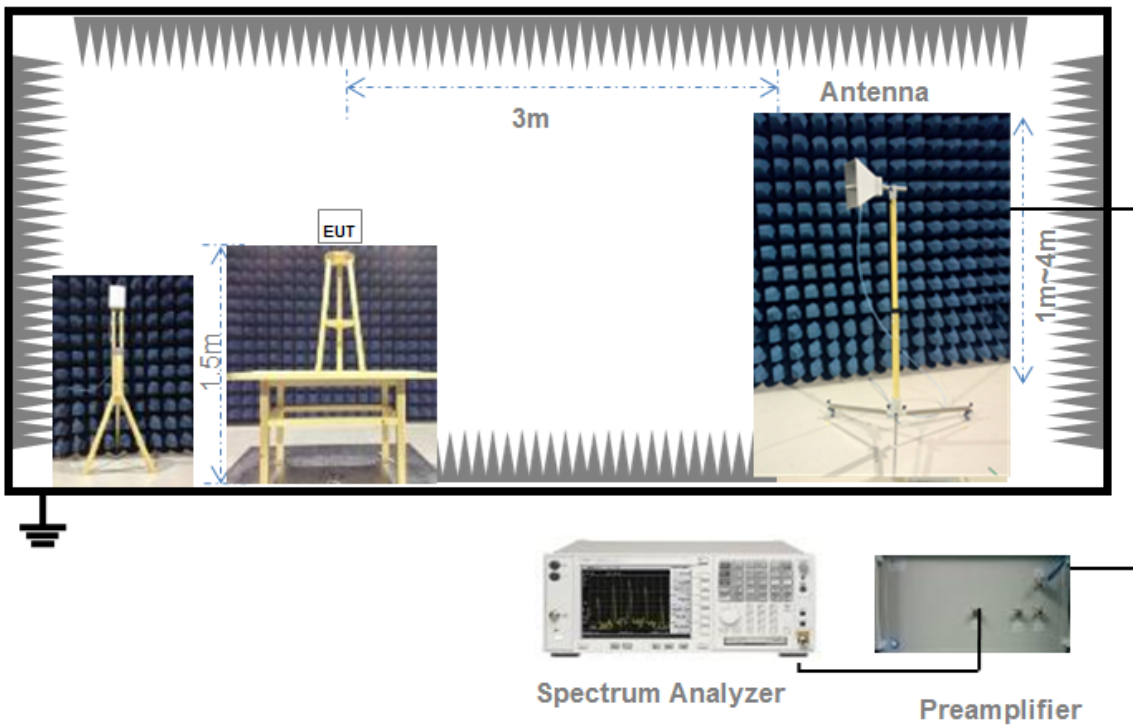 Antenna
3m
EUT
1.5m
1m~4m
Spectrum Analyzer
Preamplifier